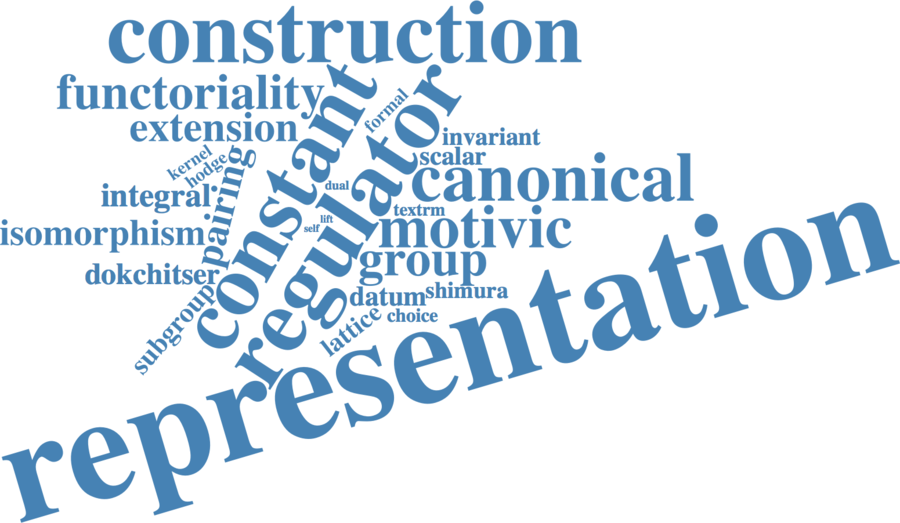 construction
functoriality
constant
regulator
formal
extension
invariant
kernel
hodge
scalar
pairing
dual
canonical
integral
textrm
lift
self
isomorphism
motivic
group
dokchitser
datum
shimura
subgroup
lattice
choice
representation